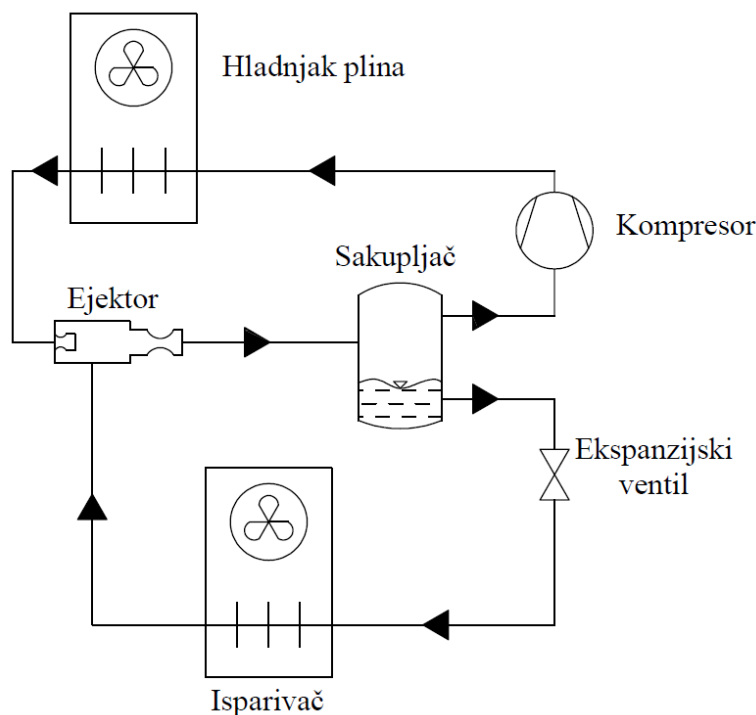 Hladnjak plina
Kompresor
Sakupljač
Ejektor
Ekspanzijski
ventil
Isparivač